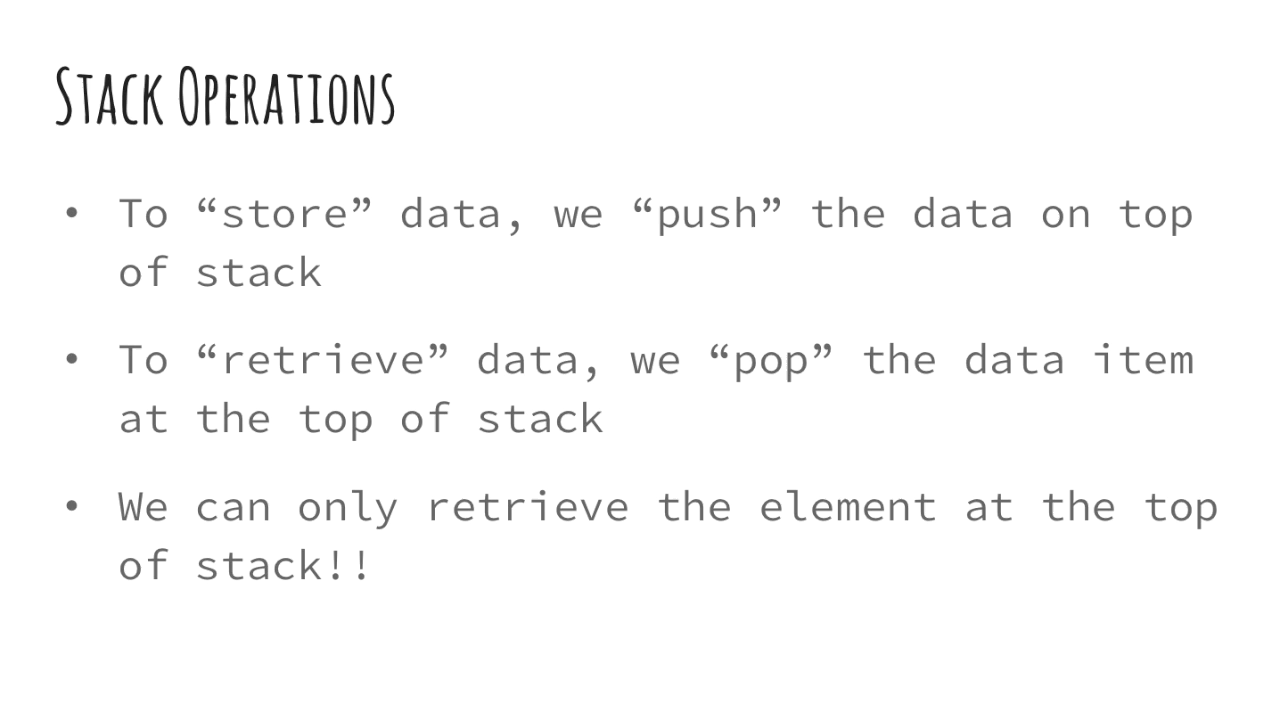 Stack Operations
• To “store” data, we “push” the data on top
of stack
• To “retrieve” data, we “pop” the data item
at the top of stack
• We can only retrieve the element at the top
of stack!!